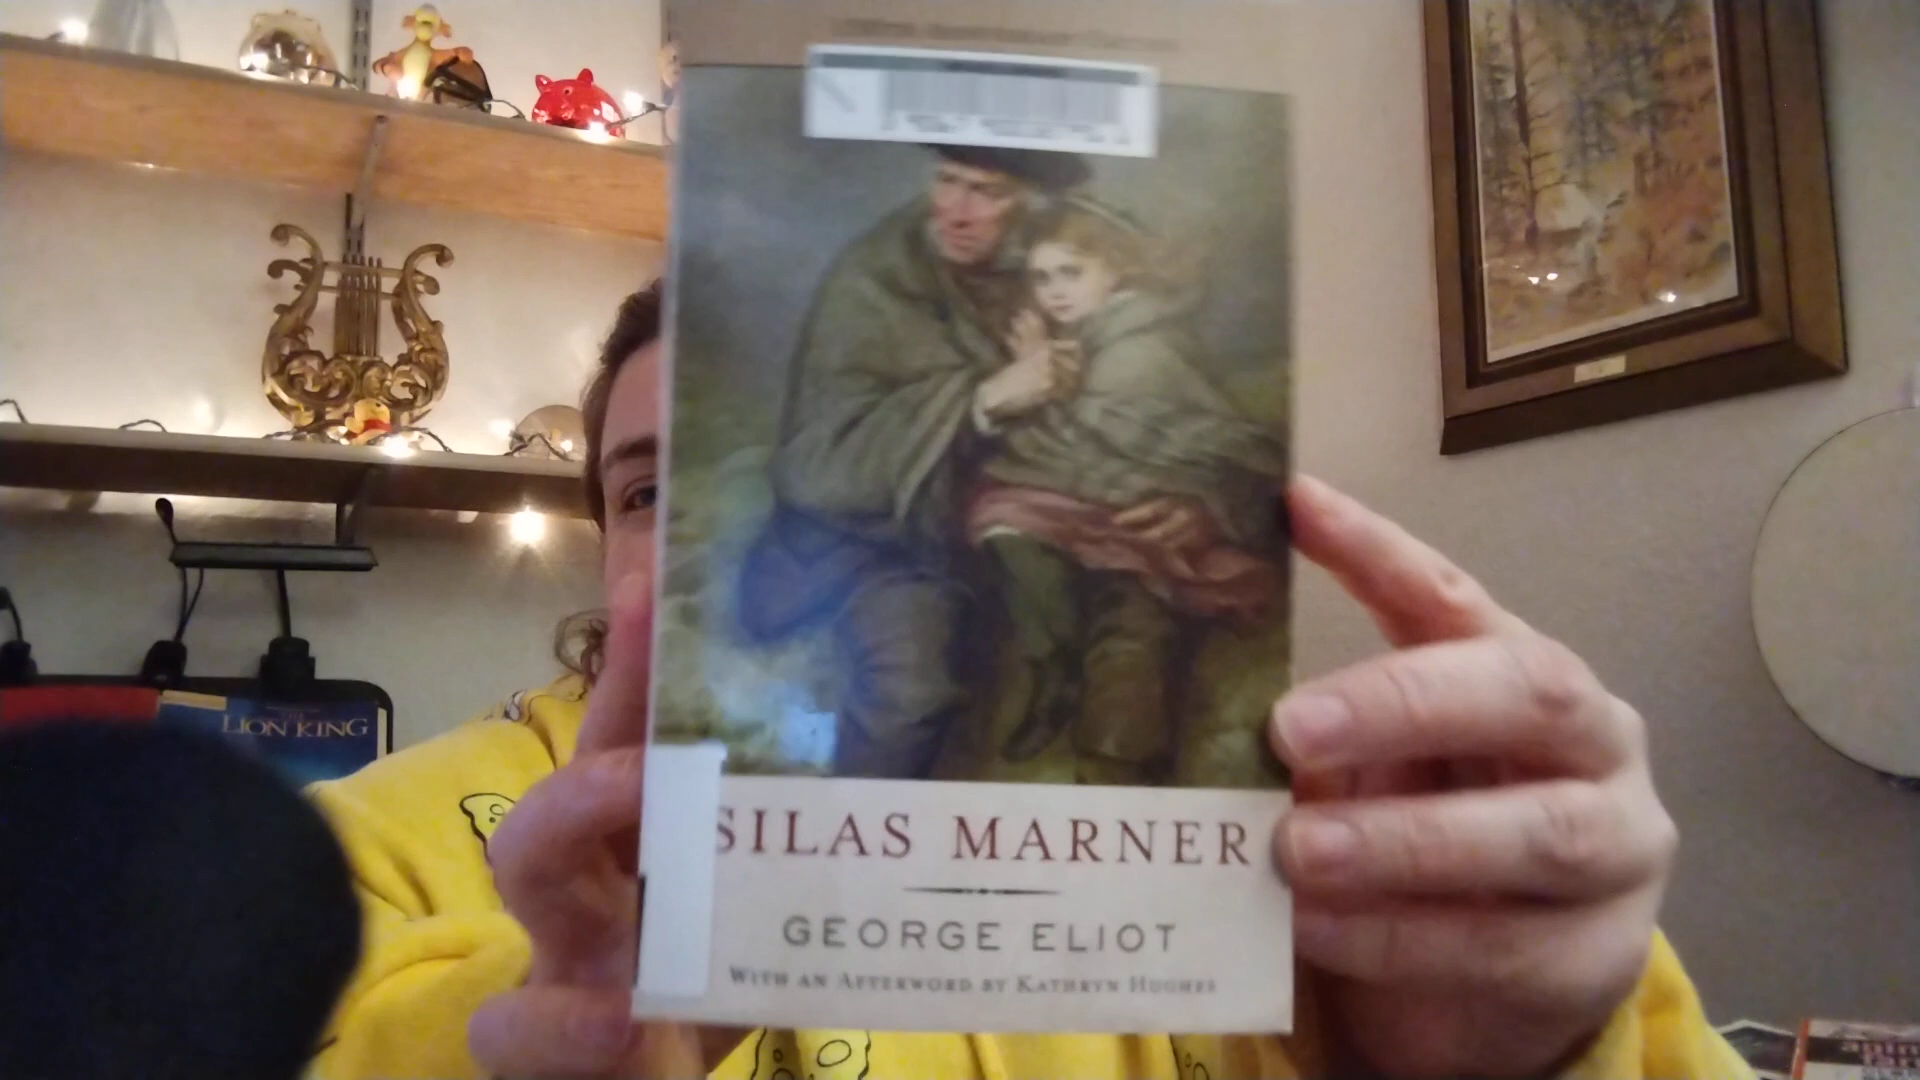 SILAS MARNER
GEORGE ELIOT
WITH AN AFTERWORD BY KATHRYN HUGHES
LION KING